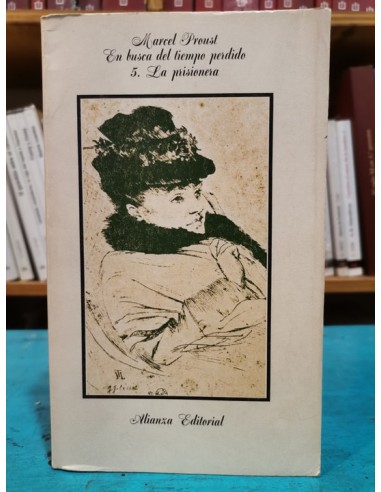 Marcel Proust
En busca del tiempo perdido
5. La prisionera
Alianza Editorial